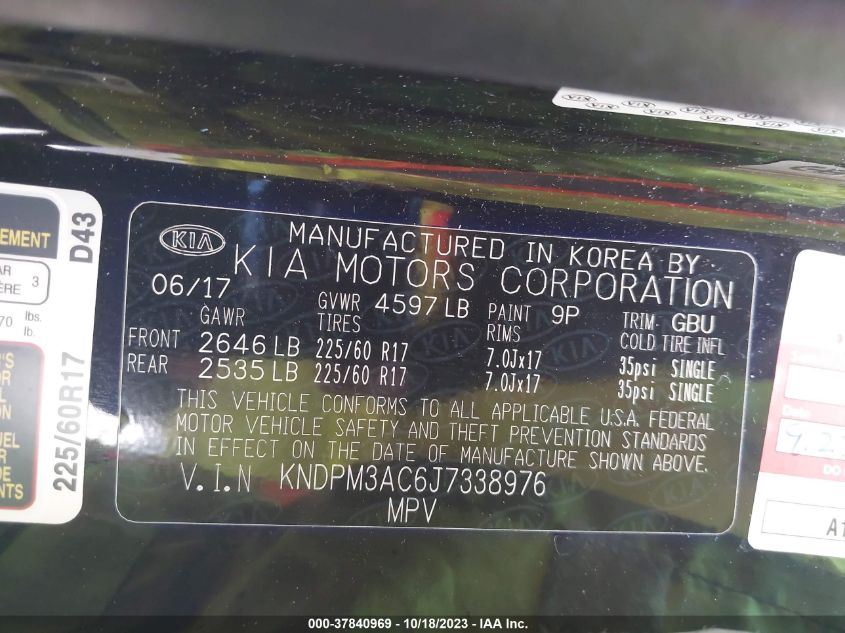 KIA
MANUFACTURED IN KOREA BY
KIA MOTORS CORPORATION
06/17 GVWR 4597 LB PAINT 9P TRIM GBU
GAWR TIRES RIMS COLD TIRE INFL
FRONT 2646 LB 225/60 R17 7.0Jx17 35psi SINGLE
REAR 2535 LB 225/60 R17 7.0Jx17 35psi SINGLE
THIS VEHICLE CONFORMS TO ALL APPLICABLE U.S.A. FEDERAL
MOTOR VEHICLE SAFETY AND THEFT PREVENTION STANDARDS
IN EFFECT ON THE DATE OF MANUFACTURE SHOWN ABOVE.
V.I.N KNDPM3AC6J7338976
MPV
D43
225/60R17
3
lbs.
lb.
Date
000-37840969 - 10/18/2023 - IAA Inc.